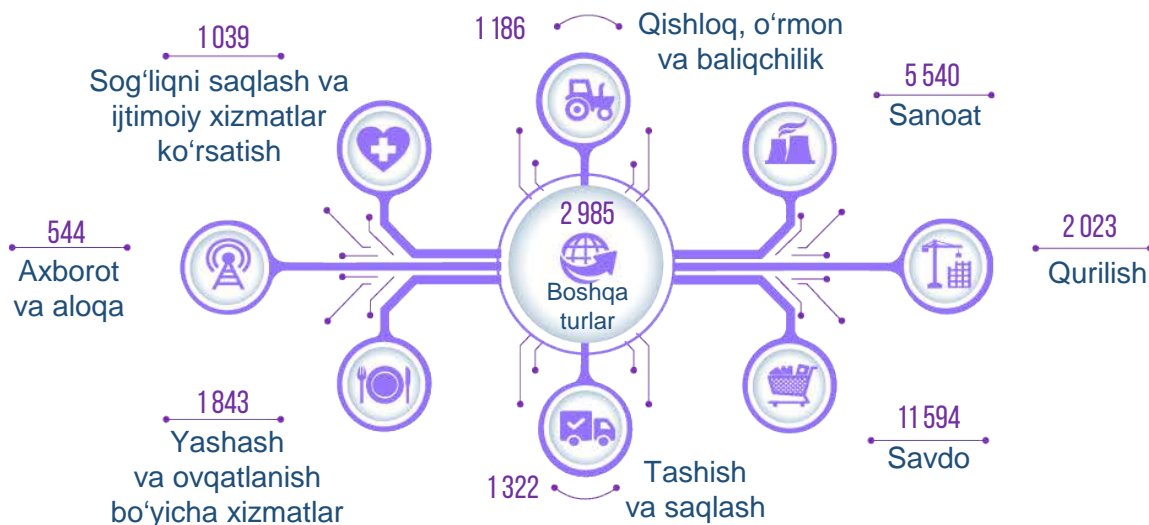 1 186
Qishloq, o‘rmon
va baliqchilik
1 039
Sog‘liqni saqlash va
ijtimoiy xizmatlar
ko‘rsatish
5 540
Sanoat
544
Axborot
va aloqa
2 985
Boshqa
turlar
2 023
Qurilish
1 843
Yashash
va ovqatlanish
bo‘yicha xizmatlar
1 322
Tashish
va saqlash
11 594
Savdo